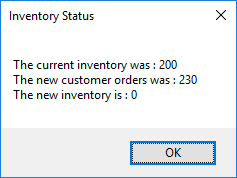 Inventory Status
The current inventory was : 200
The new customer orders was : 230
The new inventory is : 0
OK